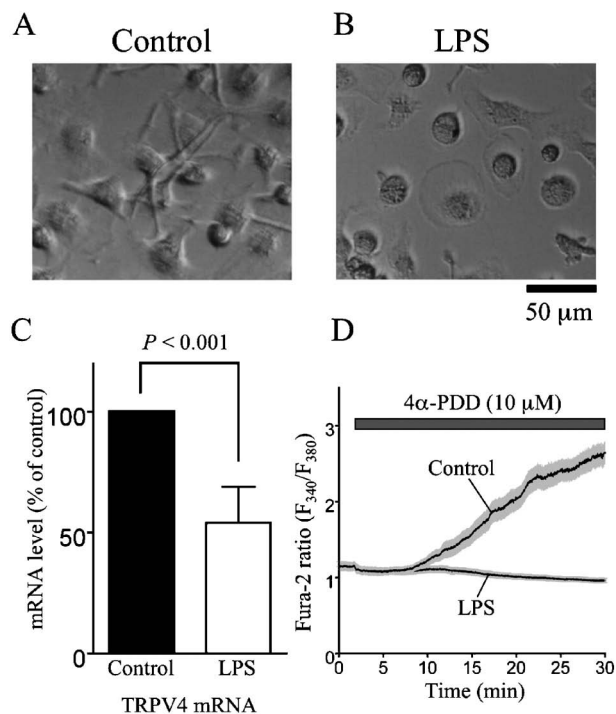 A
Control
B
LPS
50 μm
C
P < 0.001
mRNA level (% of control)
100
50
0
Control
LPS
TRPV4 mRNA
D
4α-PDD (10 μM)
Fura-2 ratio (F340/F380)
3
2
1
0
Control
LPS
0 5 10 15 20 25 30
Time (min)